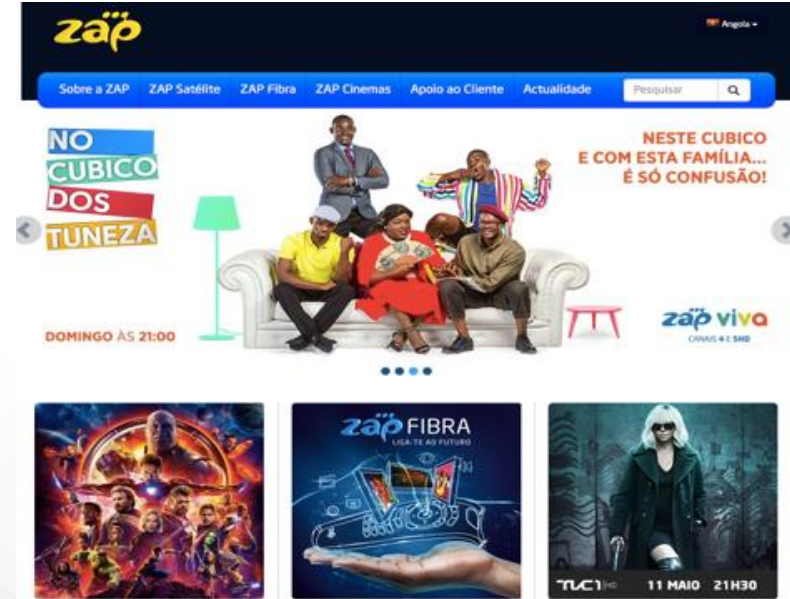 zap
Angola
Sobre a ZAP ZAP Satélite ZAP Fibra ZAP Cinemas Apoio ao Cliente Actualidade Pesquisar
NO
CUBICO
DOS
TUNEZA
NESTE CUBICO
E COM ESTA FAMÍLIA...
É SÓ CONFUSÃO!
DOMINGO ÀS 21:00
zap viva
CANAIS 4 E 5HD
zap FIBRA
LIGA-TE AO FUTURO
TVC1 HD 11 MAIO 21H30